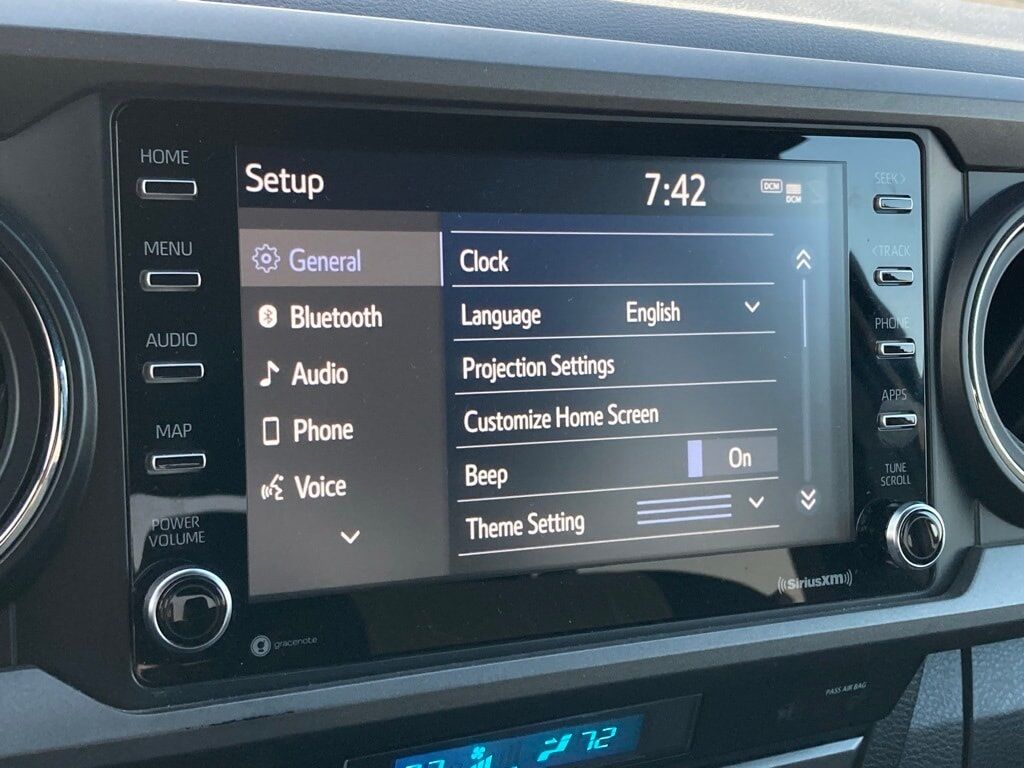 HOME
MENU
AUDIO
MAP
POWER
VOLUME
Setup
7:42
DCM
DCM
General
Bluetooth
Audio
Phone
Voice
Clock
Language English
Projection Settings
Customize Home Screen
Beep On
Theme Setting
SEEK >
< TRACK
PHONE
APPS
TUNE
SCROLL
gracenote
((SiriusXM))
PASS AIR BAG
72